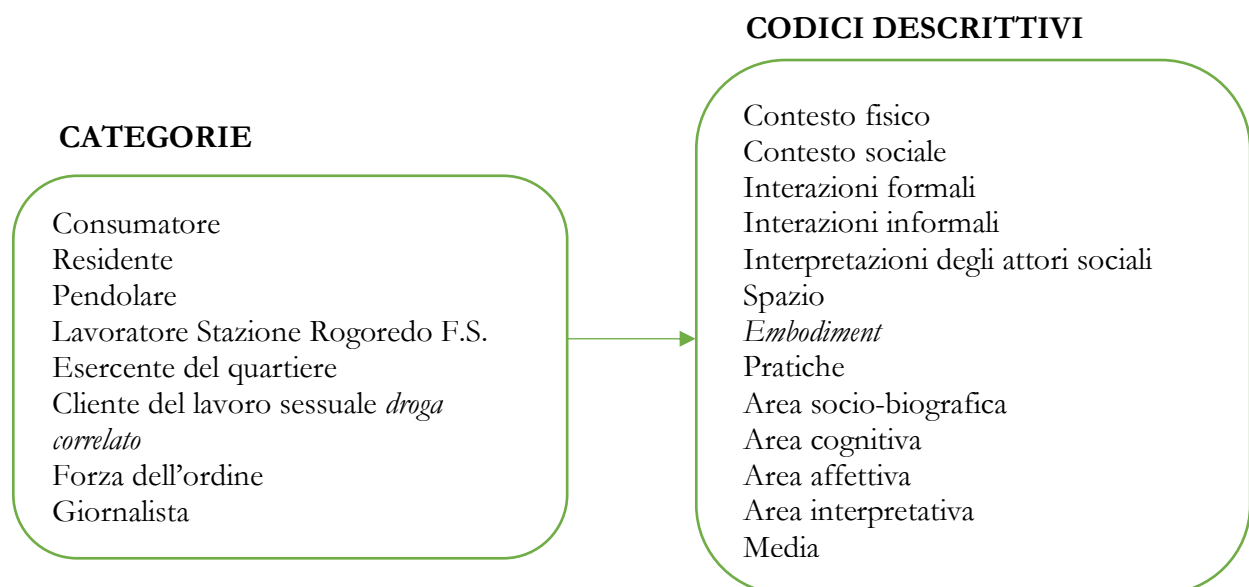 CATEGORIE
Consumatore
Residente
Pendolare
Lavoratore Stazione Rogoredo F.S.
Esercente del quartiere
Cliente del lavoro sessuale droga
correlato
Forza dell’ordine
Giornalista
CODICI DESCRITTIVI
Contesto fisico
Contesto sociale
Interazioni formali
Interazioni informali
Interpretazioni degli attori sociali
Spazio
Embodiment
Pratiche
Area socio-biografica
Area cognitiva
Area affettiva
Area interpretativa
Media